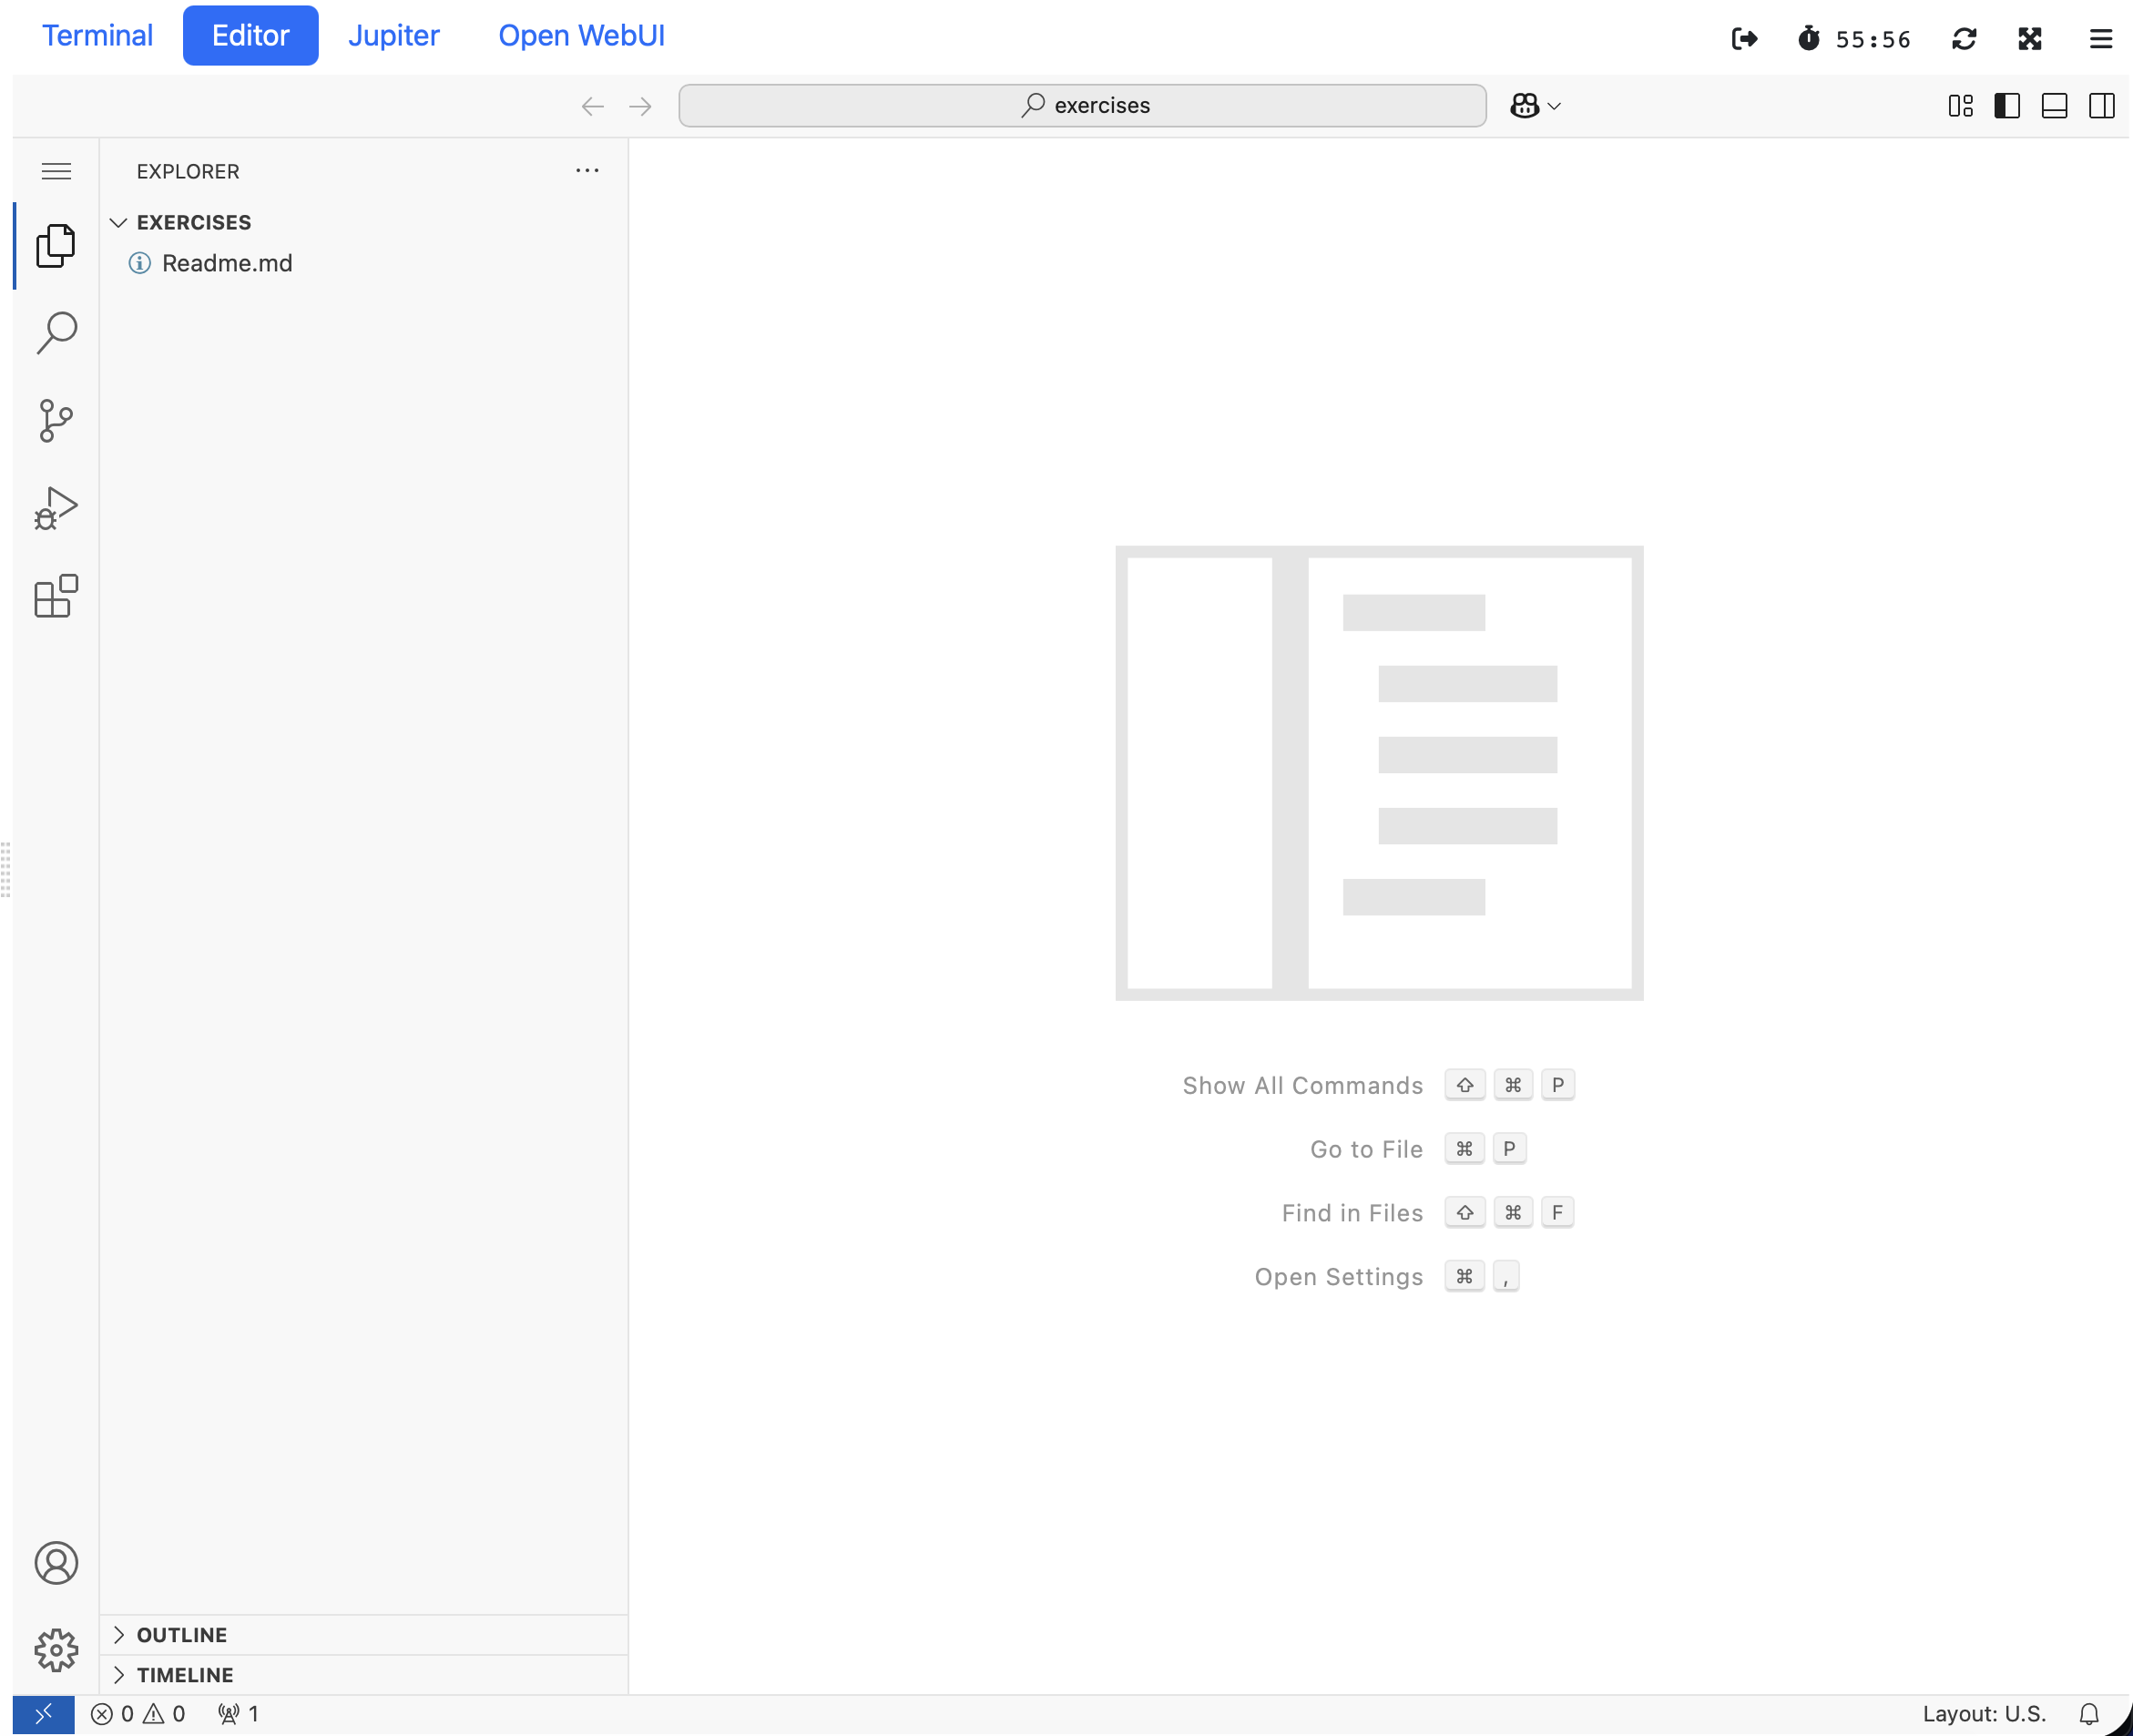 Terminal Editor Jupiter Open WebUI 55:56
exercises
EXPLORER ···
EXERCISES
Readme.md
Show All Commands ⇧ ⌘ P
Go to File ⌘ P
Find in Files ⇧ ⌘ F
Open Settings ⌘ ,
OUTLINE
TIMELINE
0 0 1 Layout: U.S.